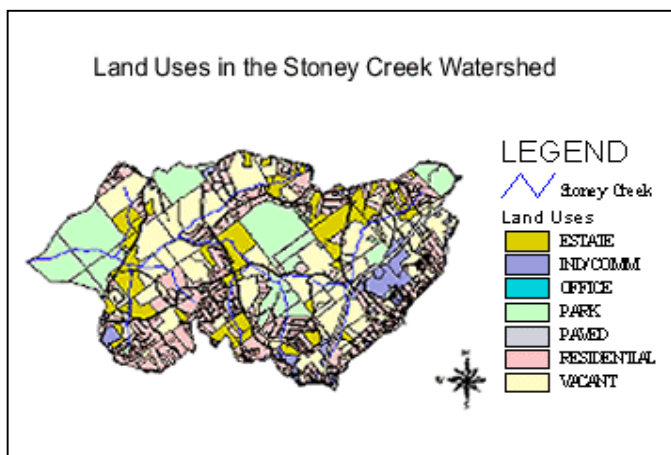 Land Uses in the Stoney Creek Watershed
LEGEND
Stoney Creek
Land Uses
ESTATE
IND/COMM
OFFICE
PARK
PAVED
RESIDENTIAL
VACANT